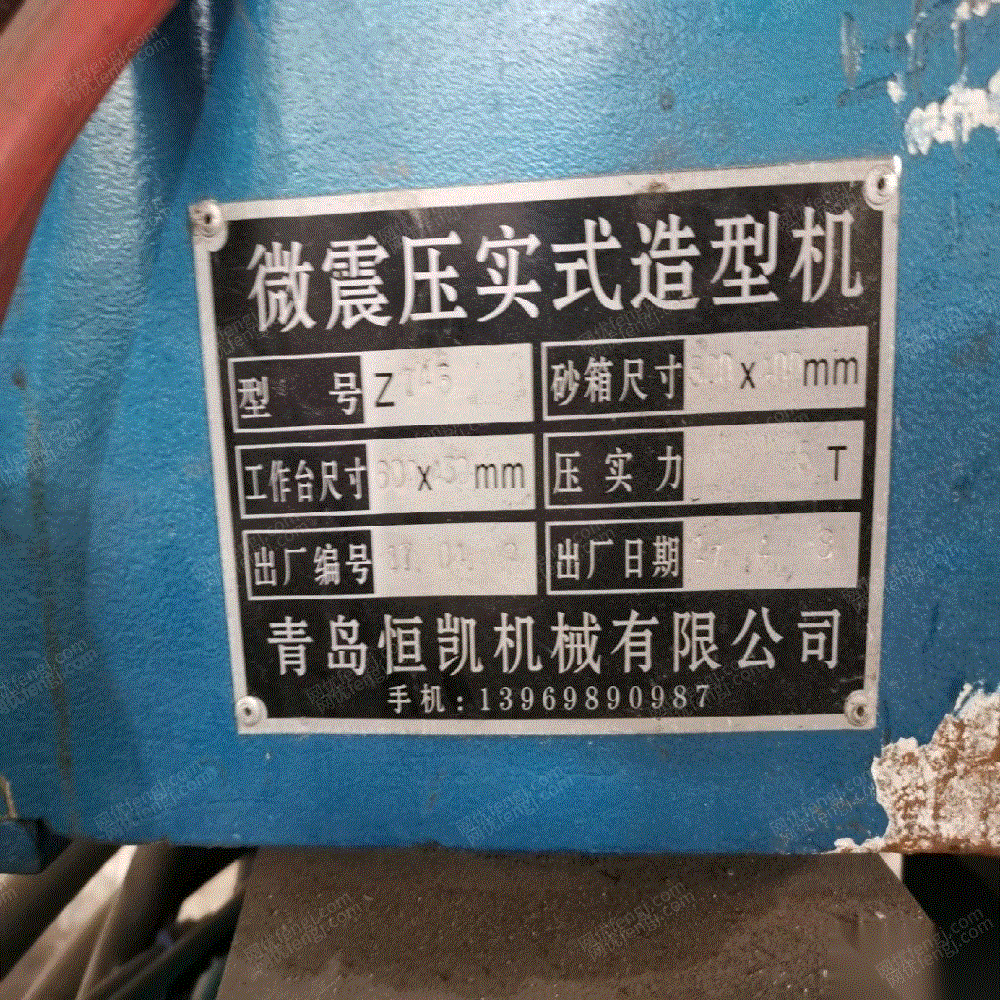 微震压实式造型机
型 号 Z146 砂箱尺寸 x mm
工作台尺寸 600x450mm 压实力 T
出厂编号 出厂日期
青岛恒凯机械有限公司
手机：13969890987